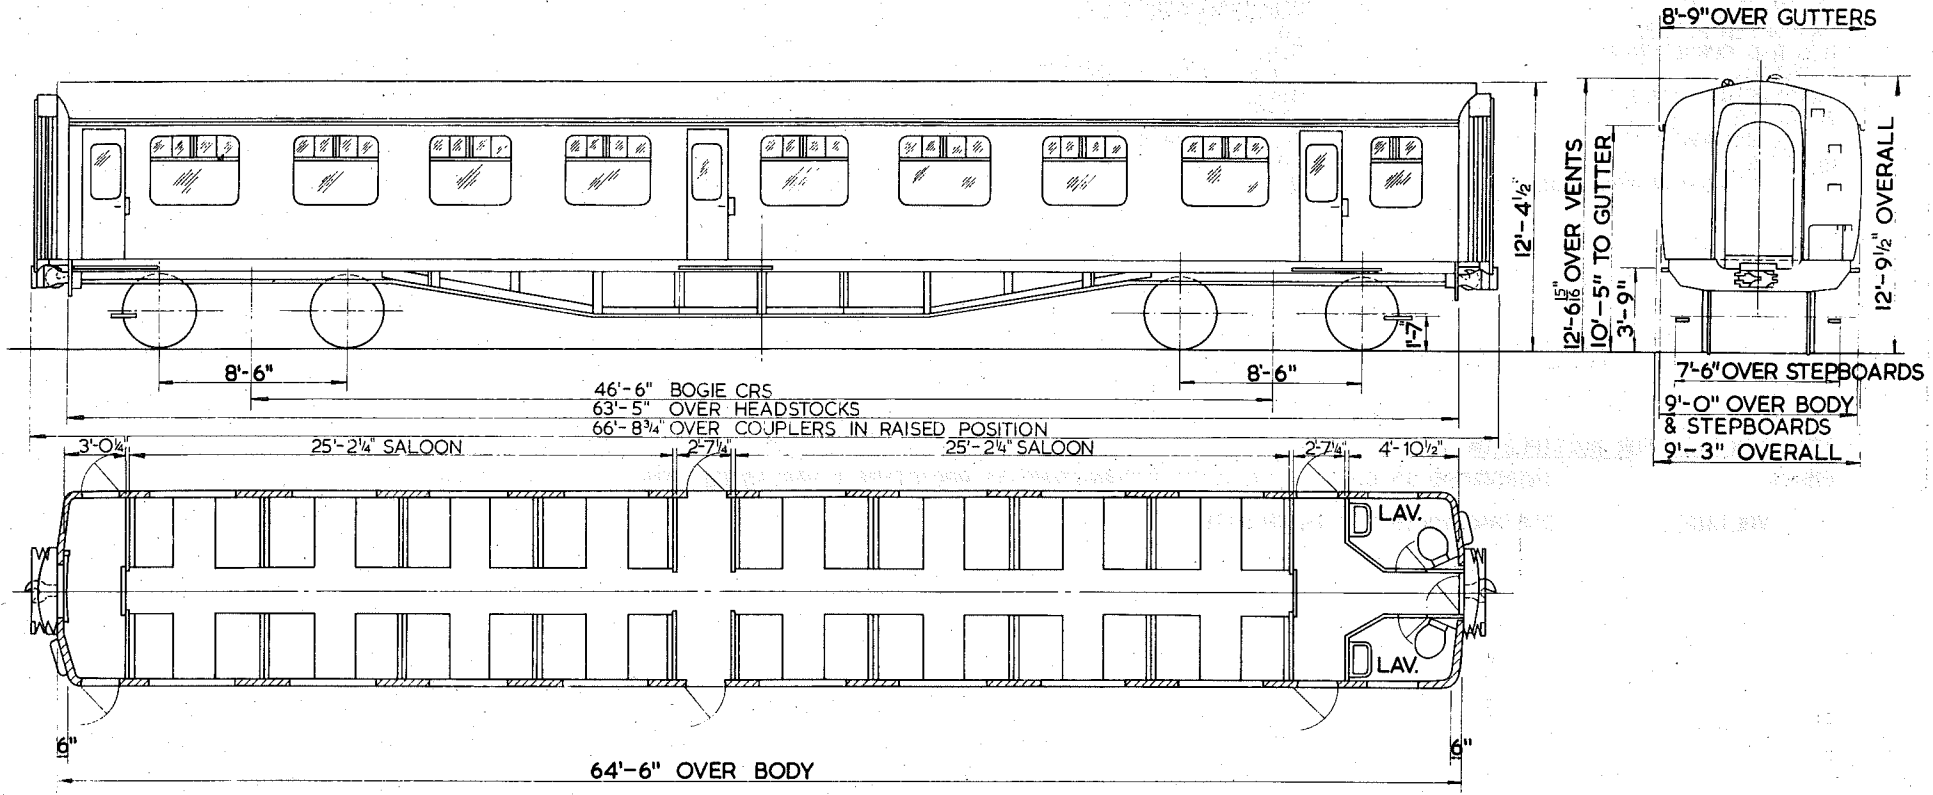 8'-9" OVER GUTTERS
12'-4½"
12'-6 15/16" OVER VENTS
10'-5" TO GUTTER
3'-9"
12'-9½" OVERALL
1'-7"
8'-6"
8'-6"
7'-6" OVER STEPBOARDS
46'-6" BOGIE CRS
63'-5" OVER HEADSTOCKS
66'-8¾" OVER COUPLERS IN RAISED POSITION
9'-0" OVER BODY
& STEPBOARDS
9'-3" OVERALL
3'-0¼" 25'-2¼" SALOON 2'-7¼" 25'-2¼" SALOON 2'-7¼" 4'-10½"
LAV.
LAV.
6" 6"
64'-6" OVER BODY